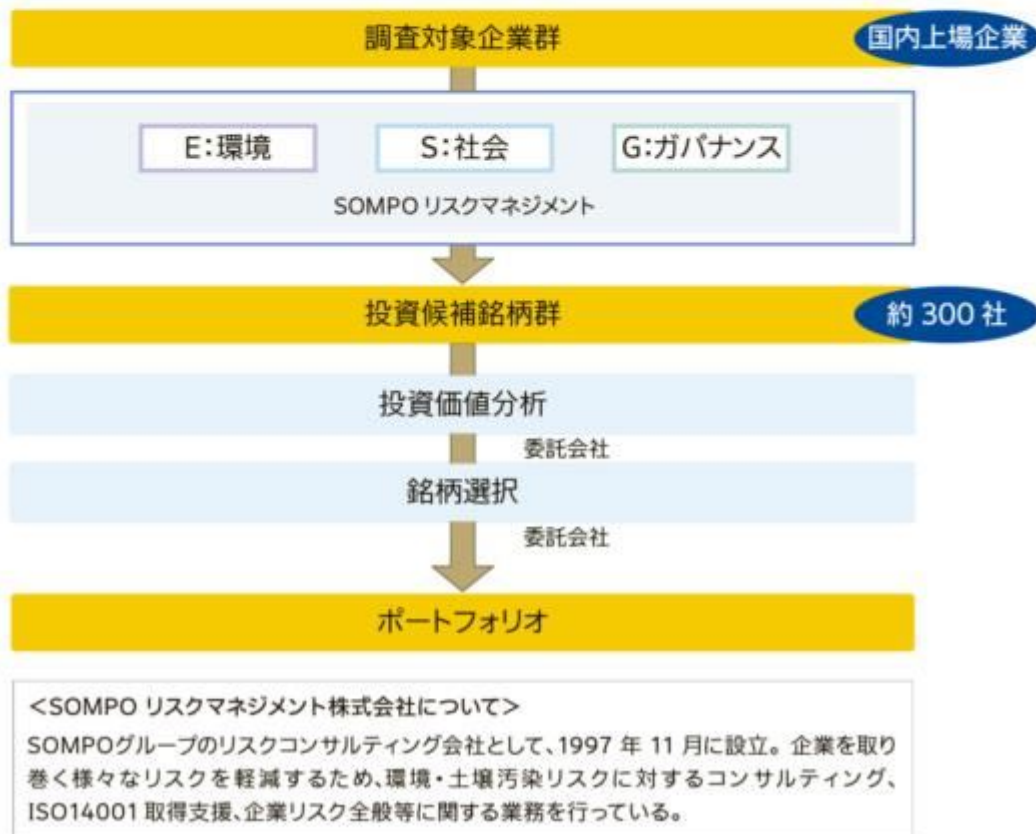 調査対象企業群
国内上場企業
E:環境
S:社会
G:ガバナンス
SOMPO リスクマネジメント
投資候補銘柄群
約 300 社
投資価値分析
委託会社
銘柄選択
委託会社
ポートフォリオ
＜SOMPO リスクマネジメント株式会社について＞
SOMPOグループのリスクコンサルティング会社として、1997 年 11 月に設立。企業を取り
巻く様々なリスクを軽減するため、環境・土壌汚染リスクに対するコンサルティング、
ISO14001 取得支援、企業リスク全般等に関する業務を行っている。